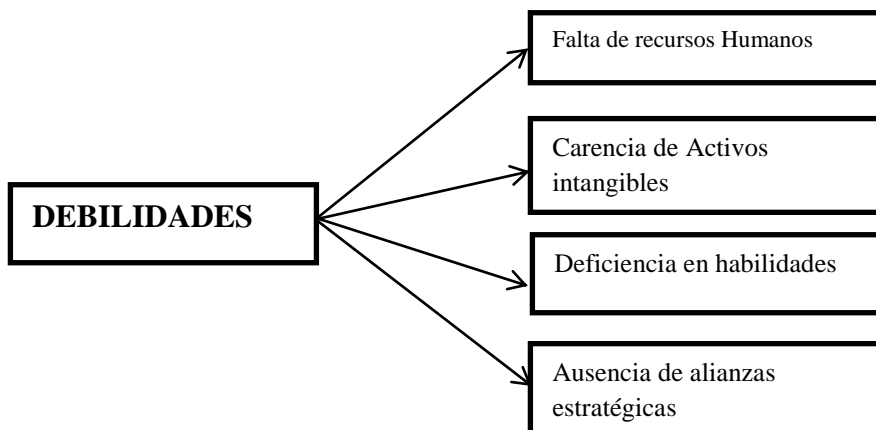 DEBILIDADES
Falta de recursos Humanos
Carencia de Activos
intangibles
Deficiencia en habilidades
Ausencia de alianzas
estratégicas